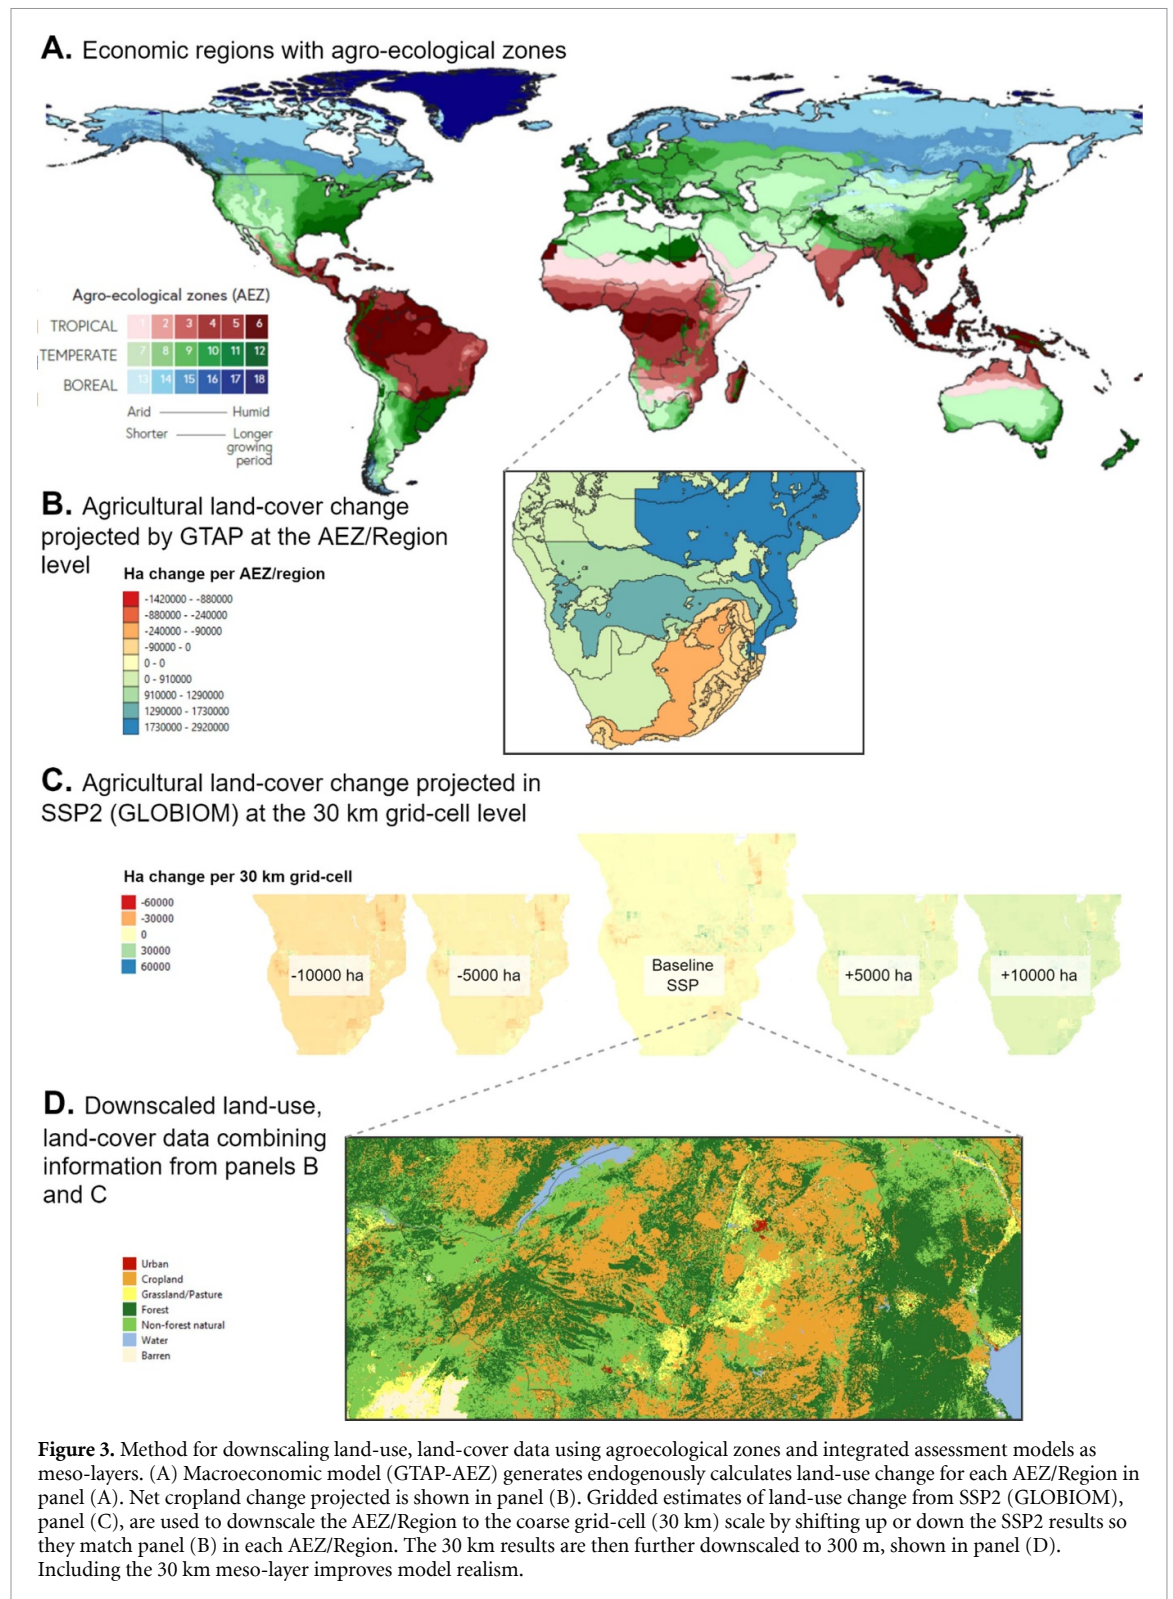 A. Economic regions with agro-ecological zones
Agro-ecological zones (AEZ)
TROPICAL 1 2 3 4 5 6
TEMPERATE 7 8 9 10 11 12
BOREAL 13 14 15 16 17 18
Arid Humid
Shorter Longer
growing
period
B. Agricultural land-cover change
projected by GTAP at the AEZ/Region
level
Ha change per AEZ/region
-1420000 - -880000
-880000 - -240000
-240000 - -90000
-90000 - 0
0 - 0
0 - 910000
910000 - 1290000
1290000 - 1730000
1730000 - 2920000
C. Agricultural land-cover change projected in
SSP2 (GLOBIOM) at the 30 km grid-cell level
Ha change per 30 km grid-cell
-60000
-30000
0
30000
60000
-10000 ha
-5000 ha
Baseline
SSP
+5000 ha
+10000 ha
D. Downscaled land-use,
land-cover data combining
information from panels B
and C
Urban
Cropland
Grassland/Pasture
Forest
Non-forest natural
Water
Barren
Figure 3. Method for downscaling land-use, land-cover data using agroecological zones and integrated assessment models as
meso-layers. (A) Macroeconomic model (GTAP-AEZ) generates endogenously calculates land-use change for each AEZ/Region in
panel (A). Net cropland change projected is shown in panel (B). Gridded estimates of land-use change from SSP2 (GLOBIOM),
panel (C), are used to downscale the AEZ/Region to the coarse grid-cell (30 km) scale by shifting up or down the SSP2 results so
they match panel (B) in each AEZ/Region. The 30 km results are then further downscaled to 300 m, shown in panel (D).
Including the 30 km meso-layer improves model realism.